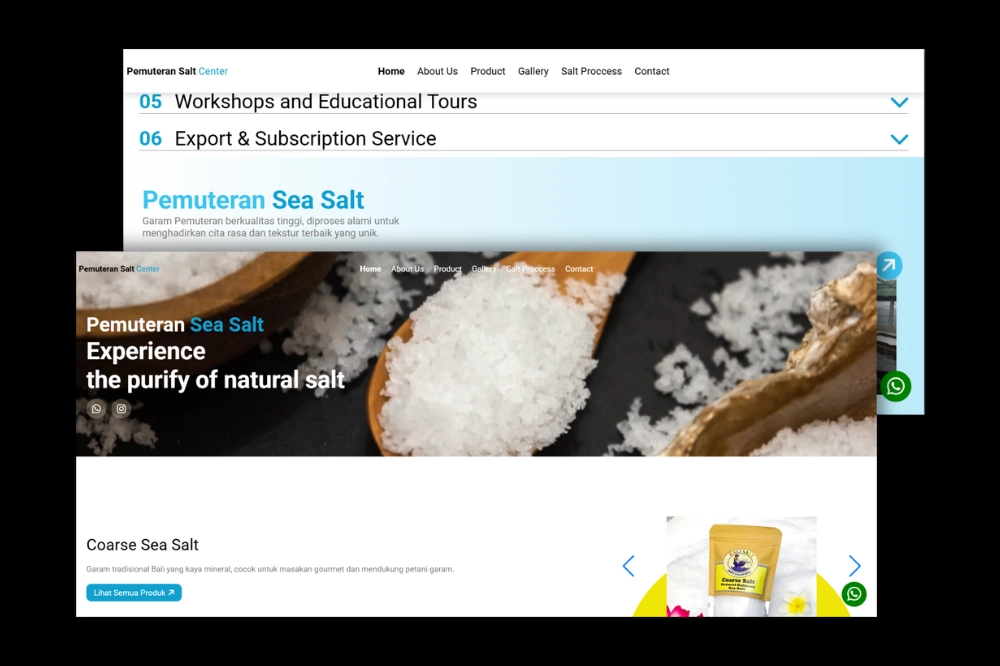 Pemuteran Salt Center
Home About Us Product Gallery Salt Proccess Contact
05 Workshops and Educational Tours
06 Export & Subscription Service
Pemuteran Sea Salt
Garam Pemuteran berkualitas tinggi, diproses alami untuk
menghadirkan cita rasa dan tekstur terbaik yang unik.
Pemuteran Salt Center
Home About Us Product Gallery Salt Proccess Contact
Pemuteran Sea Salt
Experience
the purify of natural salt
Coarse Sea Salt
Garam tradisional Bali yang kaya mineral, cocok untuk masakan gourmet dan mendukung petani garam.
Lihat Semua Produk
Coarse Salt
Sea Salt